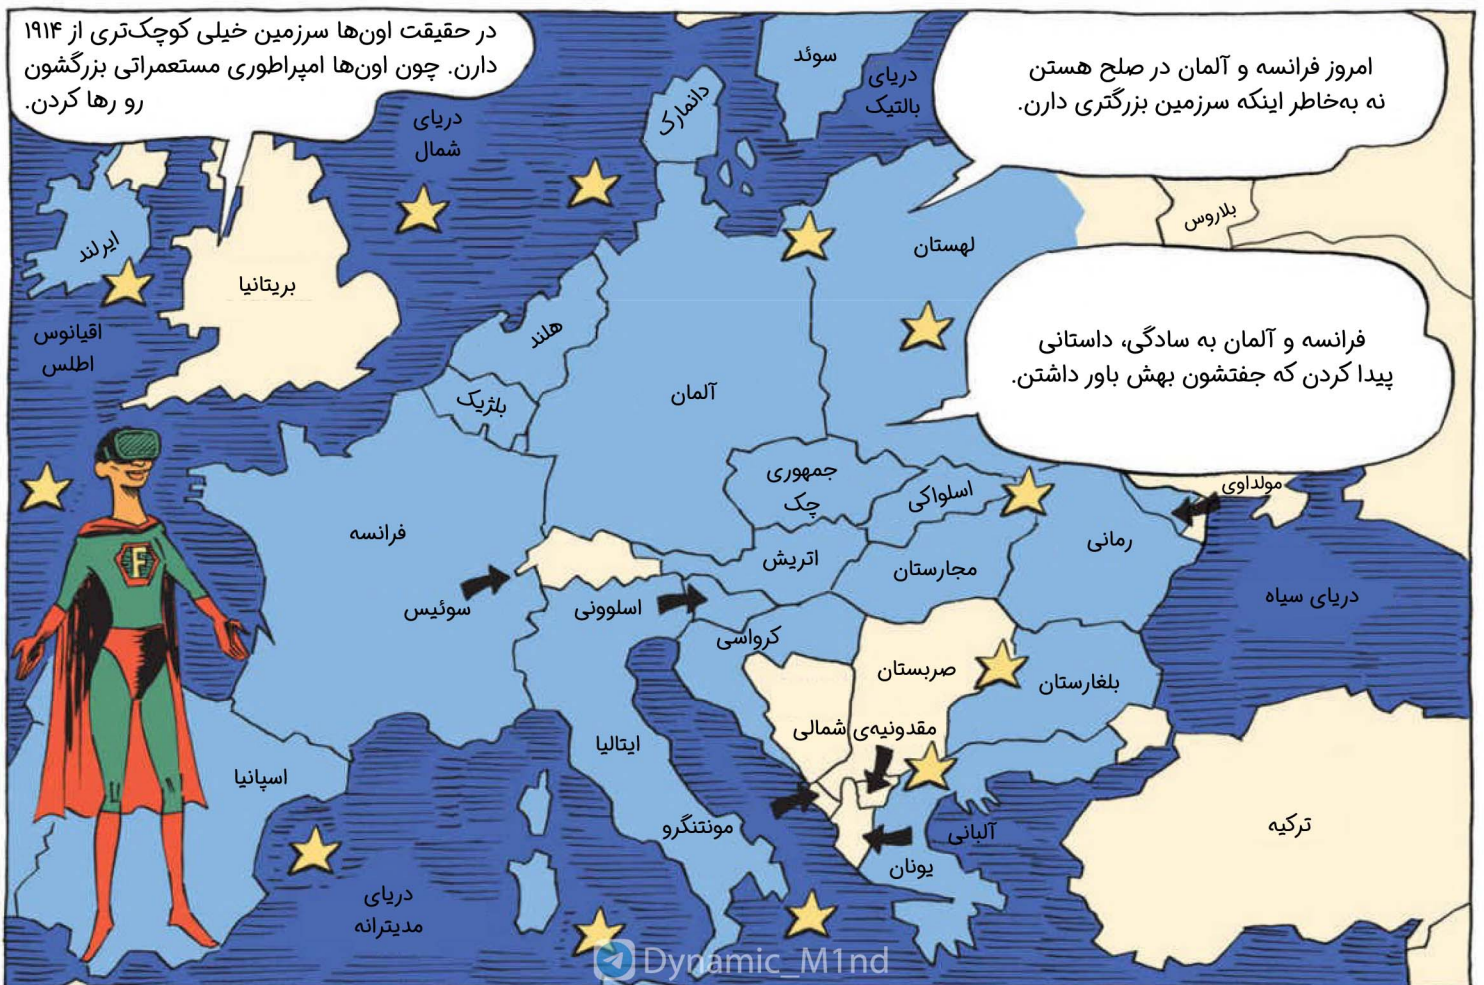 امروز فرانسه و آلمان در صلح هستن
نه به‌خاطر اینکه سرزمین بزرگتری دارن.
در حقیقت اون‌ها سرزمین خیلی کوچک‌تری از ۱۹۱۴
دارن. چون اون‌ها امپراطوری مستعمراتی بزرگشون
رو رها کردن.
فرانسه و آلمان به سادگی، داستانی
پیدا کردن که جفتشون بهش باور داشتن.
سوئد
دریای
بالتیک
دانمارک
دریای
شمال
بلاروس
لهستان
ایرلند
بریتانیا
اقیانوس
اطلس
هلند
آلمان
بلژیک
جمهوری
چک
اسلواکی
مولداوی
فرانسه
رمانی
اتریش
مجارستان
دریای سیاه
سوئیس
اسلوونی
کرواسی
صربستان
بلغارستان
مقدونیه‌ی شمالی
ایتالیا
اسپانیا
مونتنگرو
آلبانی
ترکیه
یونان
دریای
مدیترانه
F
Dynamic_M1nd